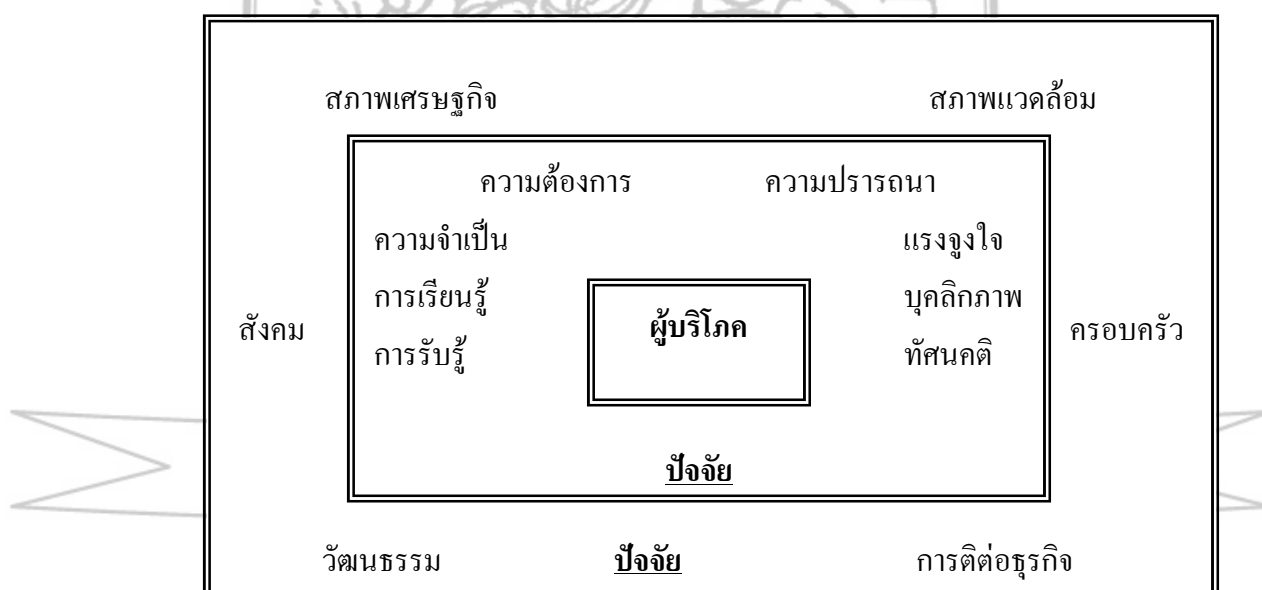 สภาพเศรษฐกิจ สภาพแวดล้อม
ความต้องการ ความปรารถนา
ความจำเป็น แรงจูงใจ
การเรียนรู้ บุคลิกภาพ
สังคม ผู้บริโภค ครอบครัว
การรับรู้ ทัศนคติ
ปัจจัย
วัฒนธรรม ปัจจัย การติต่อธุรกิจ